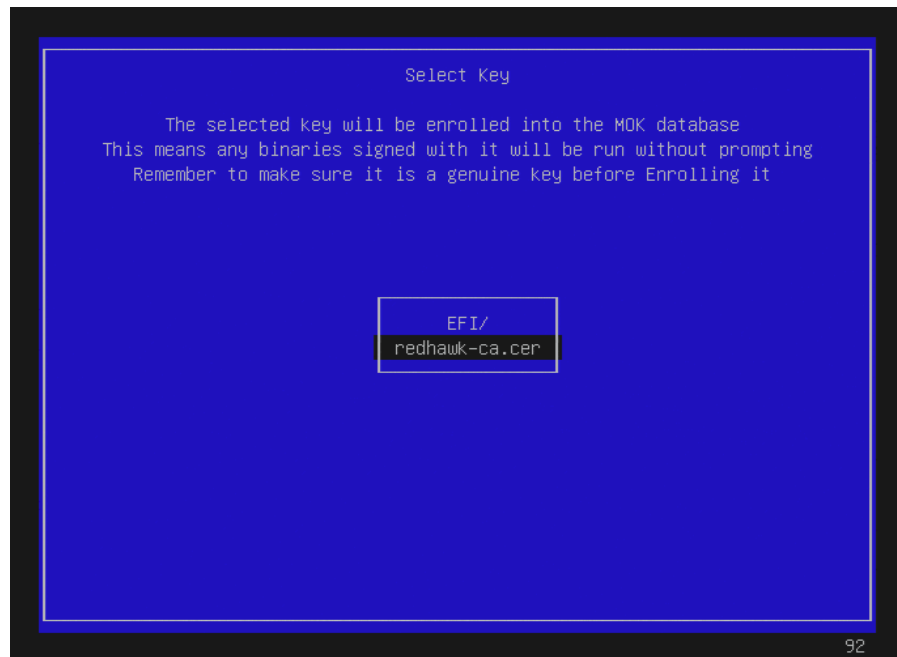 Select Key
The selected key will be enrolled into the MOK database
This means any binaries signed with it will be run without prompting
Remember to make sure it is a genuine key before Enrolling it
EFI/
redhawk-ca.cer
92